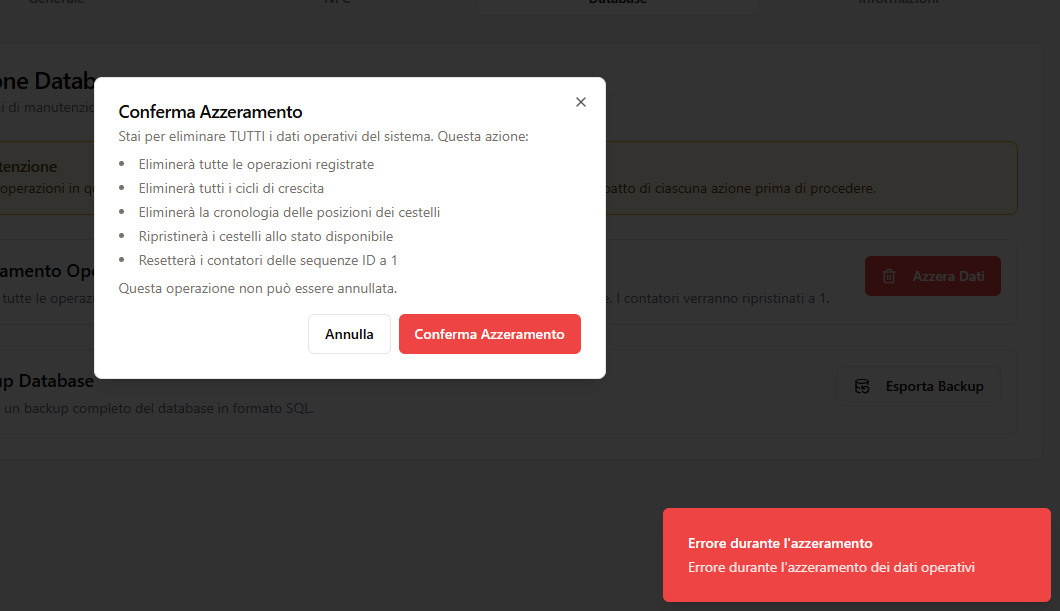 Database
one Datab
i di manutenzio
Conferma Azzeramento
Stai per eliminare TUTTI i dati operativi del sistema. Questa azione:
Eliminerà tutte le operazioni registrate
Eliminerà tutti i cicli di crescita
Eliminerà la cronologia delle posizioni dei cestelli
Ripristinerà i cestelli allo stato disponibile
Resetterà i contatori delle sequenze ID a 1
Questa operazione non può essere annullata.
Annulla
Conferma Azzeramento
tenzione
operazioni in qu
patto di ciascuna azione prima di procedere.
amento Ope
tutte le operaz
e. I contatori verranno ripristinati a 1.
Azzera Dati
up Database
un backup completo del database in formato SQL.
Esporta Backup
Errore durante l'azzeramento
Errore durante l'azzeramento dei dati operativi